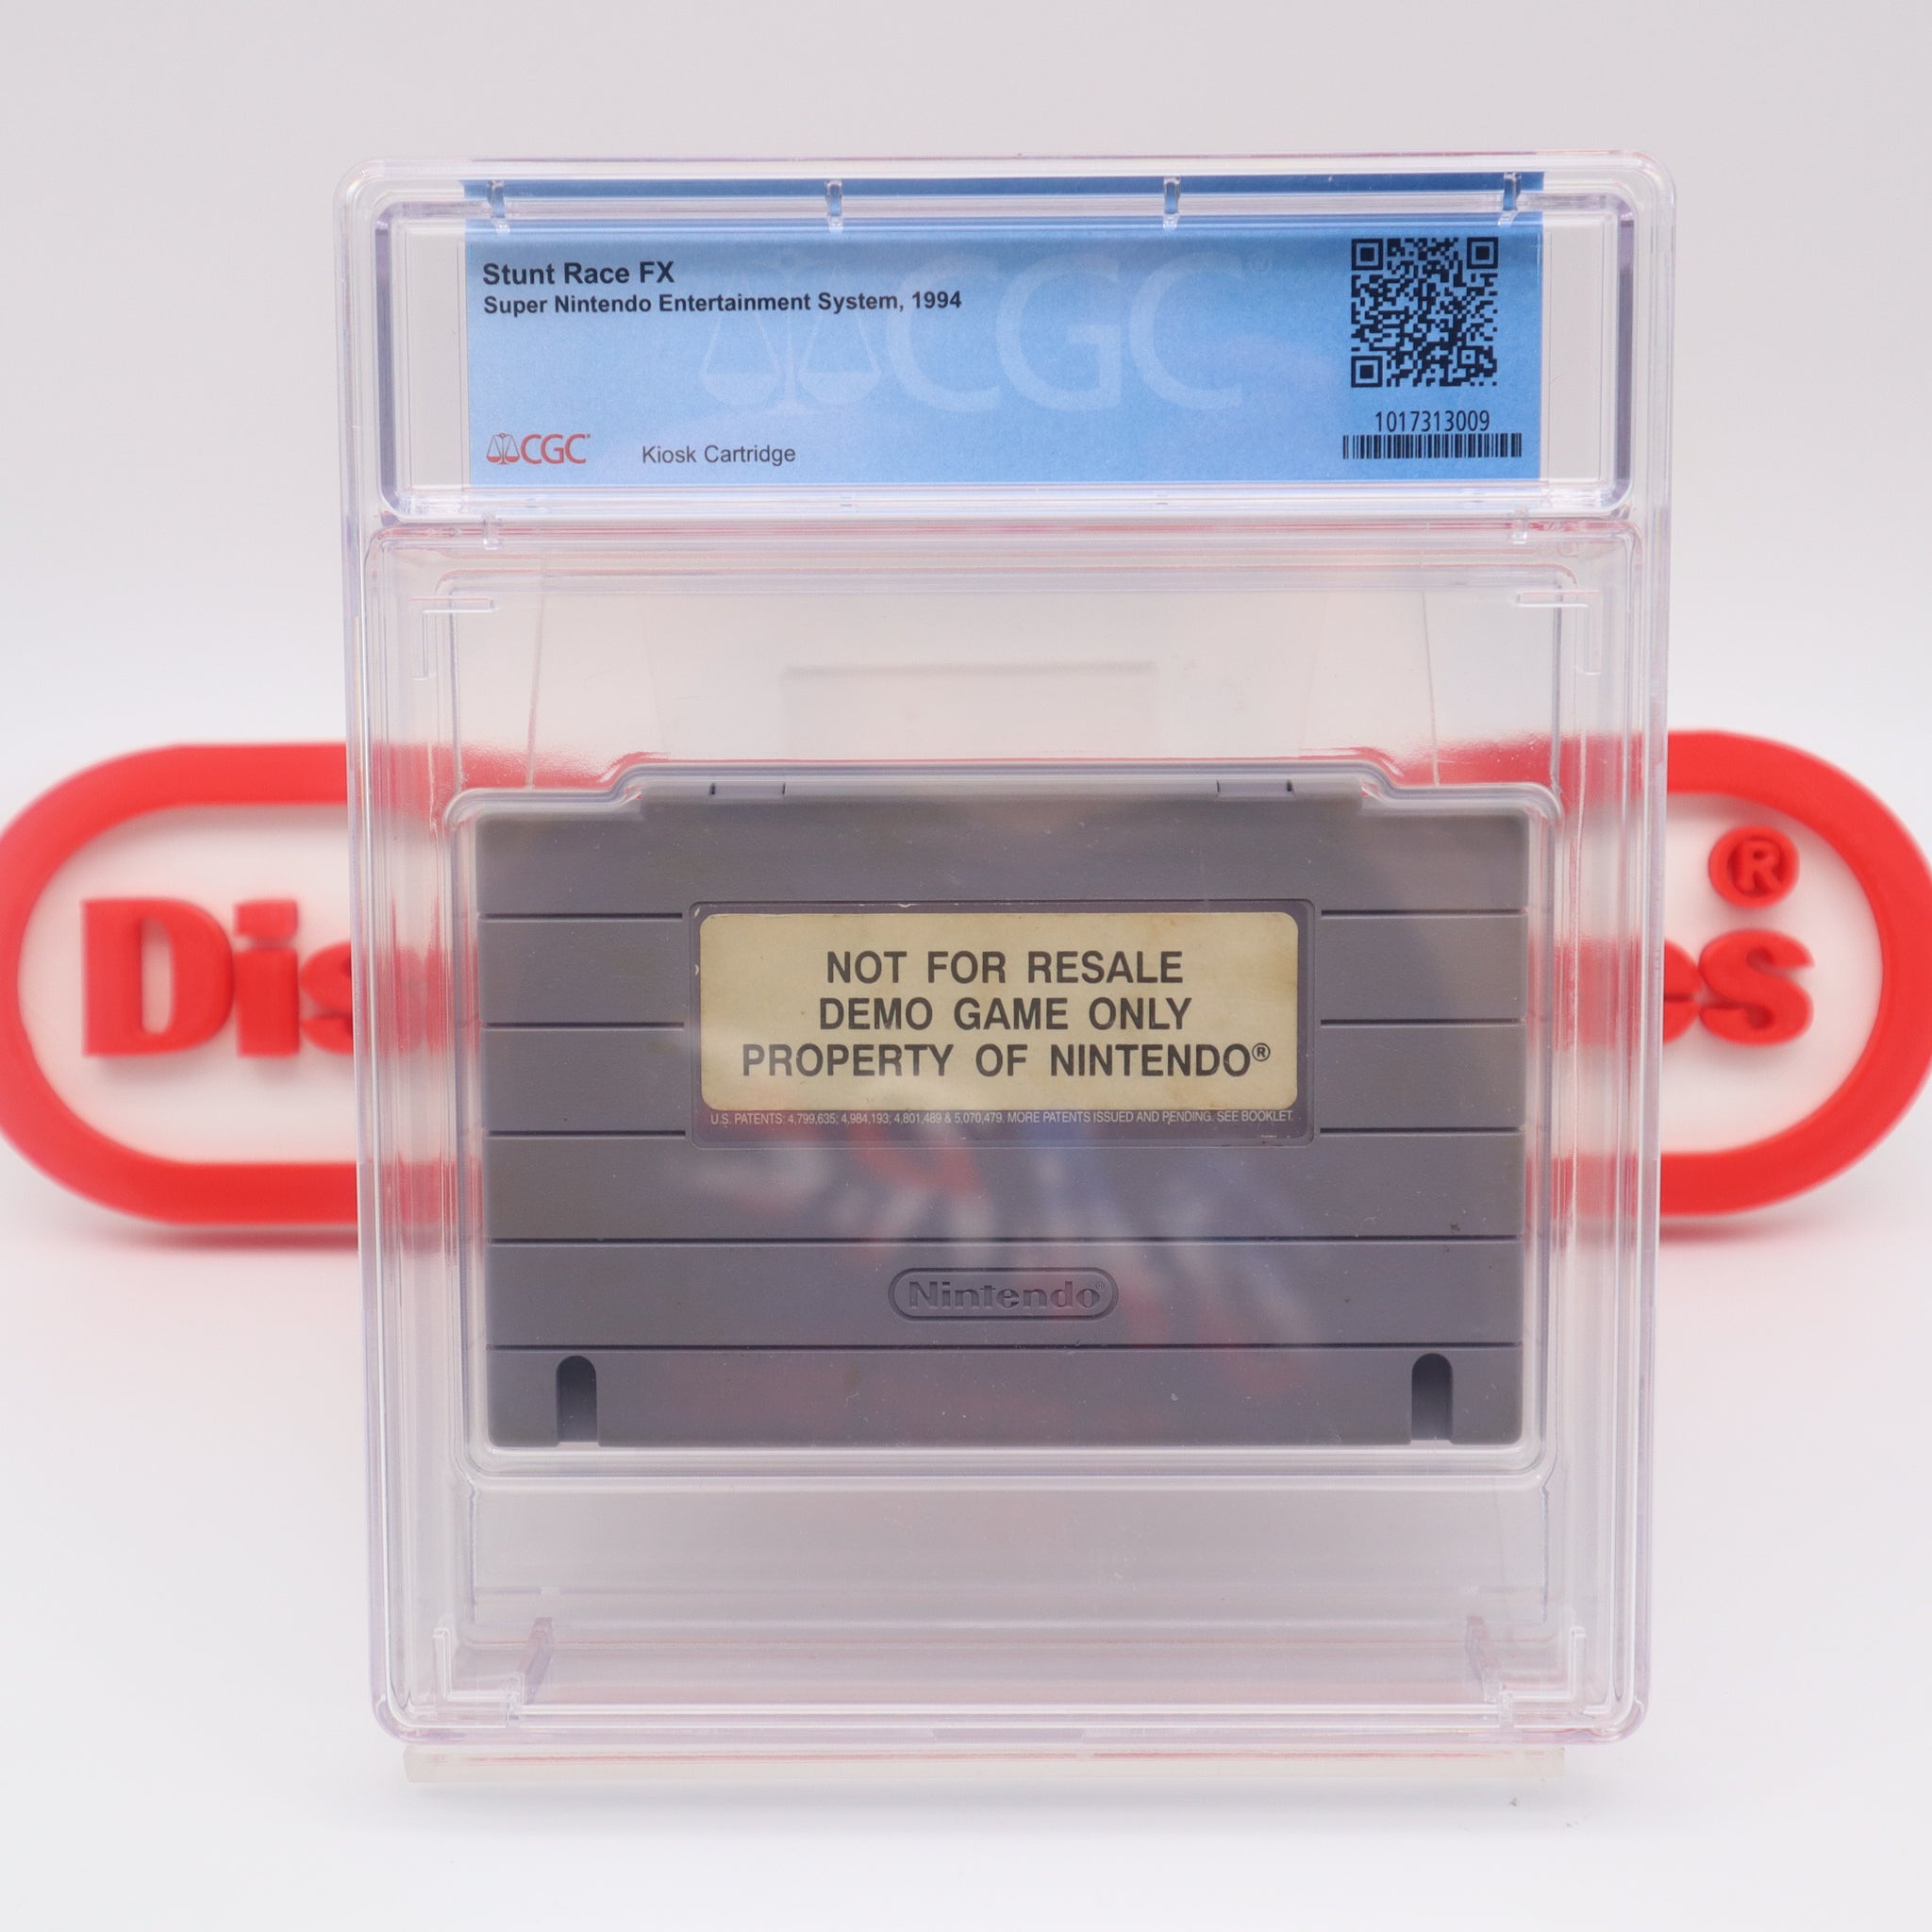 Stunt Race FX
Super Nintendo Entertainment System, 1994
CGC®
1017313009
CGC® Kiosk Cartridge
Dis
®
es
NOT FOR RESALE
DEMO GAME ONLY
PROPERTY OF NINTENDO®
U.S. PATENTS: 4,799,635; 4,984,193; 4,801,489 & 5,070,479. MORE PATENTS ISSUED AND PENDING. SEE BOOKLET.
Nintendo®